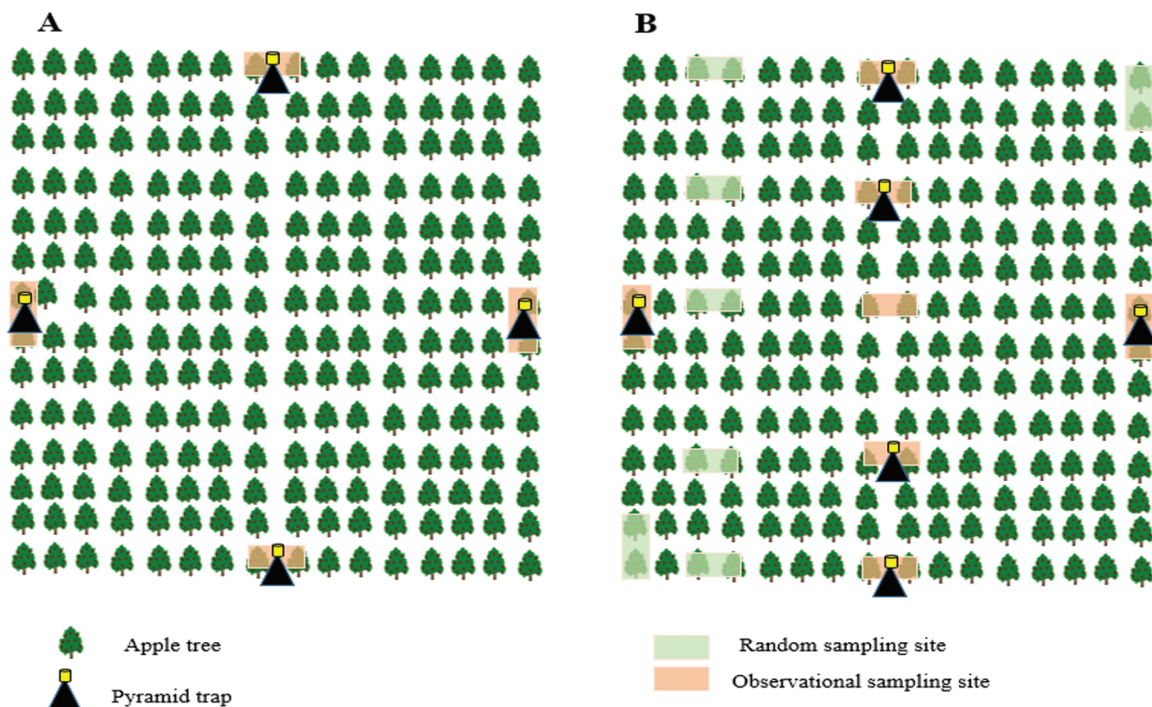 A
B
Apple tree
Pyramid trap
Random sampling site
Observational sampling site